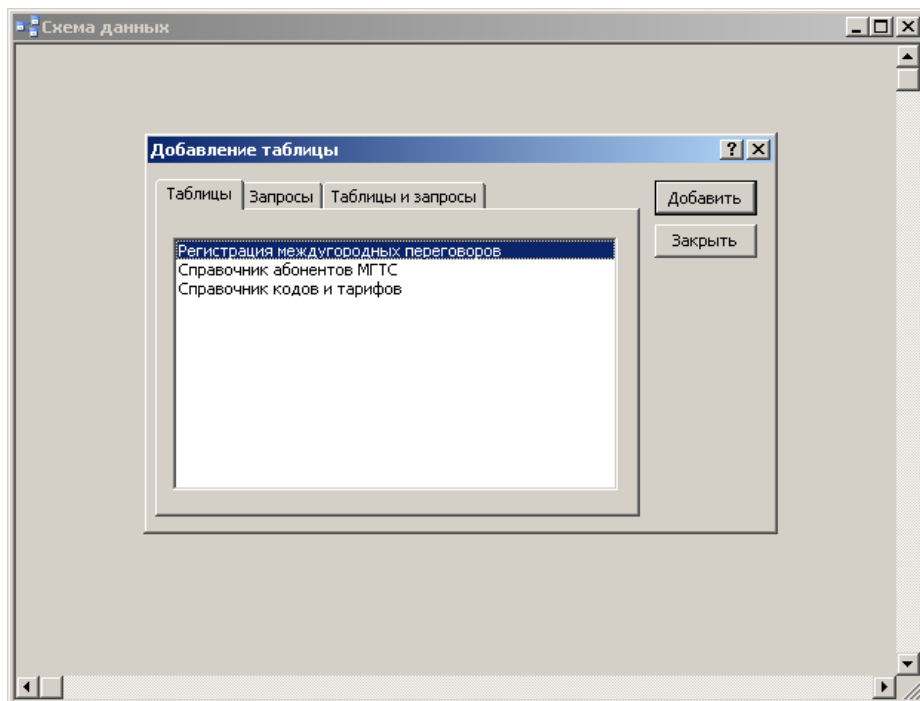 Схема данных
Добавление таблицы
Таблицы Запросы Таблицы и запросы
Добавить
Закрыть
Регистрация междугородных переговоров
Справочник абонентов МГТС
Справочник кодов и тарифов